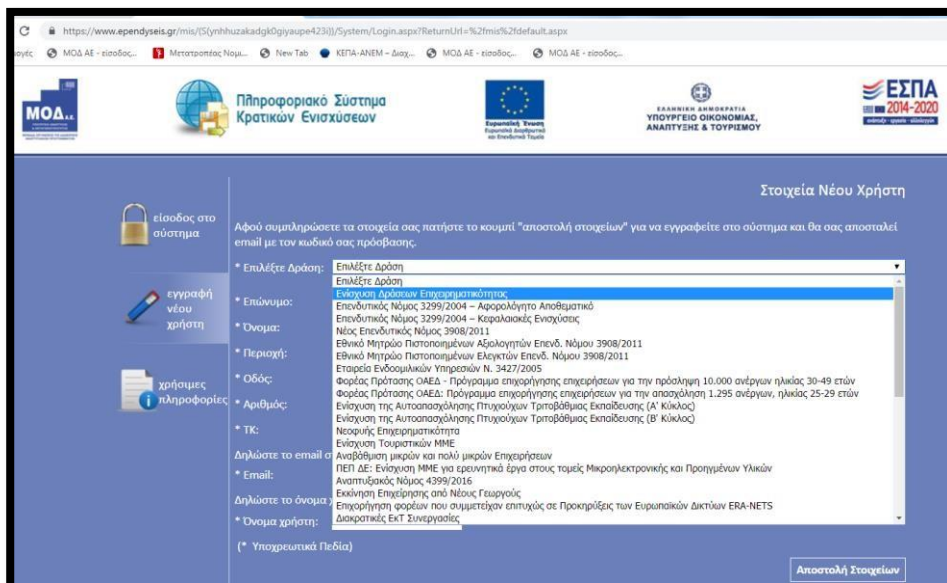 https://www.ependyseis.gr/mis/(S(ynhhuzakadgk0giyaupe423i))/System/Login.aspx?ReturnUrl=%2fmis%2fdefault.aspx
ΜΟΔ ΑΕ - είσοδος...
Μετατροπέας Νομι...
New Tab
ΚΕΠΑ-ΑΝΕΜ – Διαχ...
ΜΟΔ ΑΕ - είσοδος...
ΜΟΔ ΑΕ - είσοδος...
ΜΟΔ Α.Ε.
Πληροφοριακό Σύστημα
Κρατικών Ενισχύσεων
Ευρωπαϊκή Ένωση
Ευρωπαϊκά Διαρθρωτικά
και Επενδυτικά Ταμεία
ΕΛΛΗΝΙΚΗ ΔΗΜΟΚΡΑΤΙΑ
ΥΠΟΥΡΓΕΙΟ ΟΙΚΟΝΟΜΙΑΣ,
ΑΝΑΠΤΥΞΗΣ & ΤΟΥΡΙΣΜΟΥ
ΕΣΠΑ
2014-2020
ανάπτυξη - εργασία - αλληλεγγύη
Στοιχεία Νέου Χρήστη
είσοδος στο
σύστημα
εγγραφή
νέου
χρήστη
χρήσιμες
πληροφορίες
Αφού συμπληρώσετε τα στοιχεία σας πατήστε το κουμπί "αποστολή στοιχείων" για να εγγραφείτε στο σύστημα και θα σας αποσταλεί
email με τον κωδικό σας πρόσβασης.
* Επιλέξτε Δράση: Επιλέξτε Δράση
Επιλέξτε Δράση
Ενίσχυση Δράσεων Επιχειρηματικότητας
Επενδυτικός Νόμος 3299/2004 – Αφορολόγητο Αποθεματικό
Επενδυτικός Νόμος 3299/2004 – Κεφαλαιακές Ενισχύσεις
Νέος Επενδυτικός Νόμος 3908/2011
Εθνικό Μητρώο Πιστοποιημένων Αξιολογητών Επενδ. Νόμου 3908/2011
Εθνικό Μητρώο Πιστοποιημένων Ελεγκτών Επενδ. Νόμου 3908/2011
Εταιρεία Ενδοομιλικών Υπηρεσιών Ν. 3427/2005
Φορέας Πρότασης ΟΑΕΔ - Πρόγραμμα επιχορήγησης επιχειρήσεων για την πρόσληψη 10.000 ανέργων ηλικίας 30-49 ετών
Φορέας Πρότασης ΟΑΕΔ: Πρόγραμμα επιχορήγησης επιχειρήσεων για την απασχόληση 1.295 ανέργων, ηλικίας 25-29 ετών
Ενίσχυση της Αυτοαπασχόλησης Πτυχιούχων Τριτοβάθμιας Εκπαίδευσης (Α' Κύκλος)
Ενίσχυση της Αυτοαπασχόλησης Πτυχιούχων Τριτοβάθμιας Εκπαίδευσης (Β' Κύκλος)
Νεοφυής Επιχειρηματικότητα
Ενίσχυση Τουριστικών ΜΜΕ
Αναβάθμιση μικρών και πολύ μικρών Επιχειρήσεων
ΠΕΠ ΔΕ: Ενίσχυση ΜΜΕ για ερευνητικά έργα στους τομείς Μικροηλεκτρονικής και Προηγμένων Υλικών
Αναπτυξιακός Νόμος 4399/2016
Εκκίνηση Επιχείρησης από Νέους Γεωργούς
Επιχορήγηση φορέων που συμμετείχαν επιτυχώς σε Προκηρύξεις των Ευρωπαϊκών Δικτύων ERA-NETS
Διακρατικές ΕκΤ Συνεργασίες
* Επώνυμο:
* Όνομα:
* Περιοχή:
* Οδός:
* Αριθμός:
* ΤΚ:
Δηλώστε το email σ
* Email:
Δηλώστε το όνομα χ
* Όνομα χρήστη:
(* Υποχρεωτικά Πεδία)
Αποστολή Στοιχείων